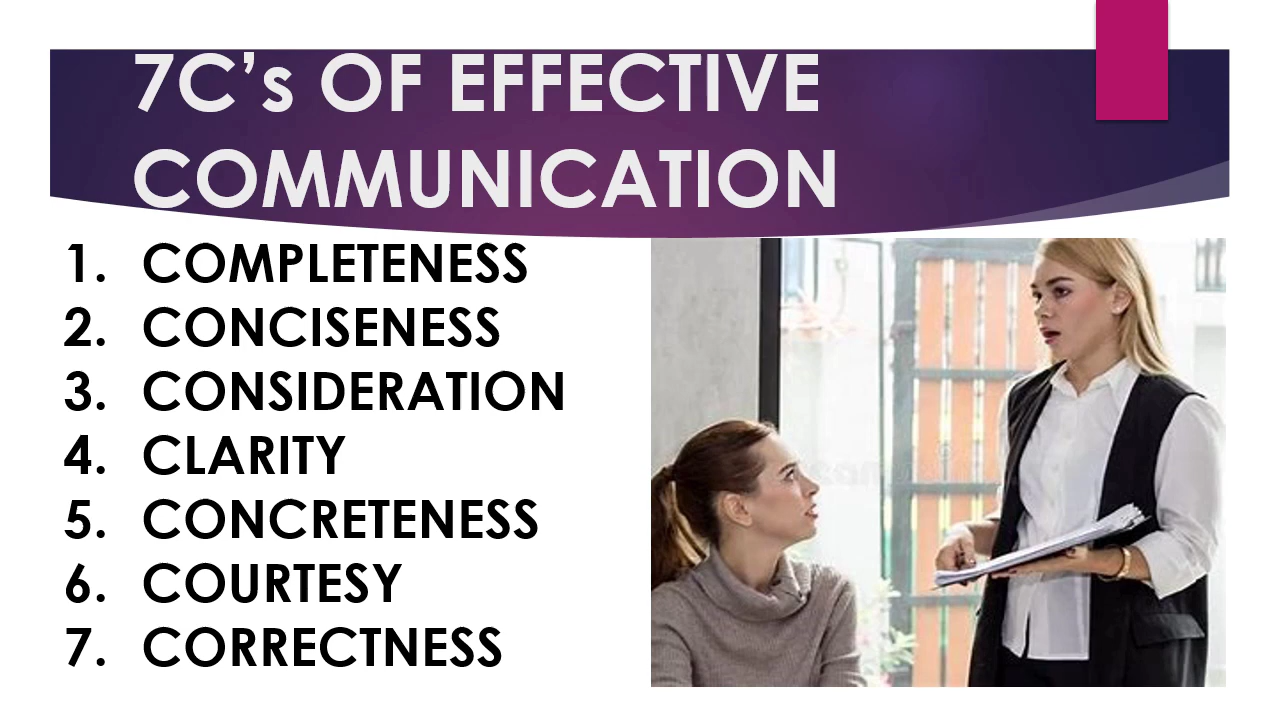 7C’s OF EFFECTIVE
COMMUNICATION
1. COMPLETENESS
2. CONCISENESS
3. CONSIDERATION
4. CLARITY
5. CONCRETENESS
6. COURTESY
7. CORRECTNESS